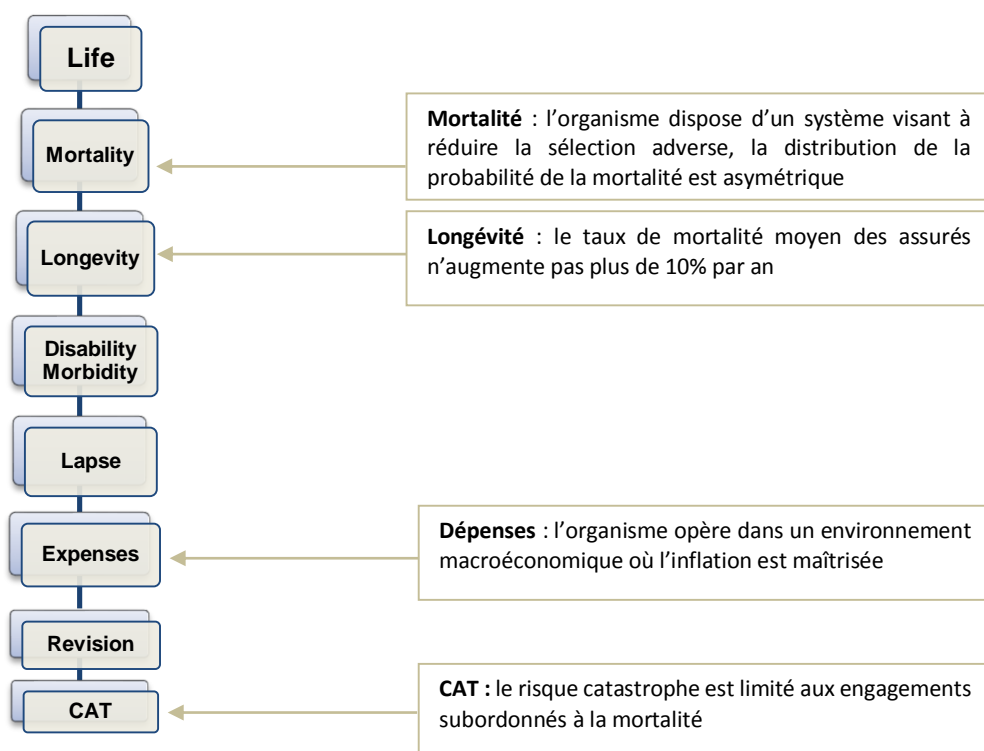 Life
Mortality
Mortalité : l'organisme dispose d'un système visant à
réduire la sélection adverse, la distribution de la
probabilité de la mortalité est asymétrique
Longevity
Longévité : le taux de mortalité moyen des assurés
n'augmente pas plus de 10% par an
Disability
Morbidity
Lapse
Expenses
Dépenses : l'organisme opère dans un environnement
macroéconomique où l'inflation est maîtrisée
Revision
CAT
CAT : le risque catastrophe est limité aux engagements
subordonnés à la mortalité